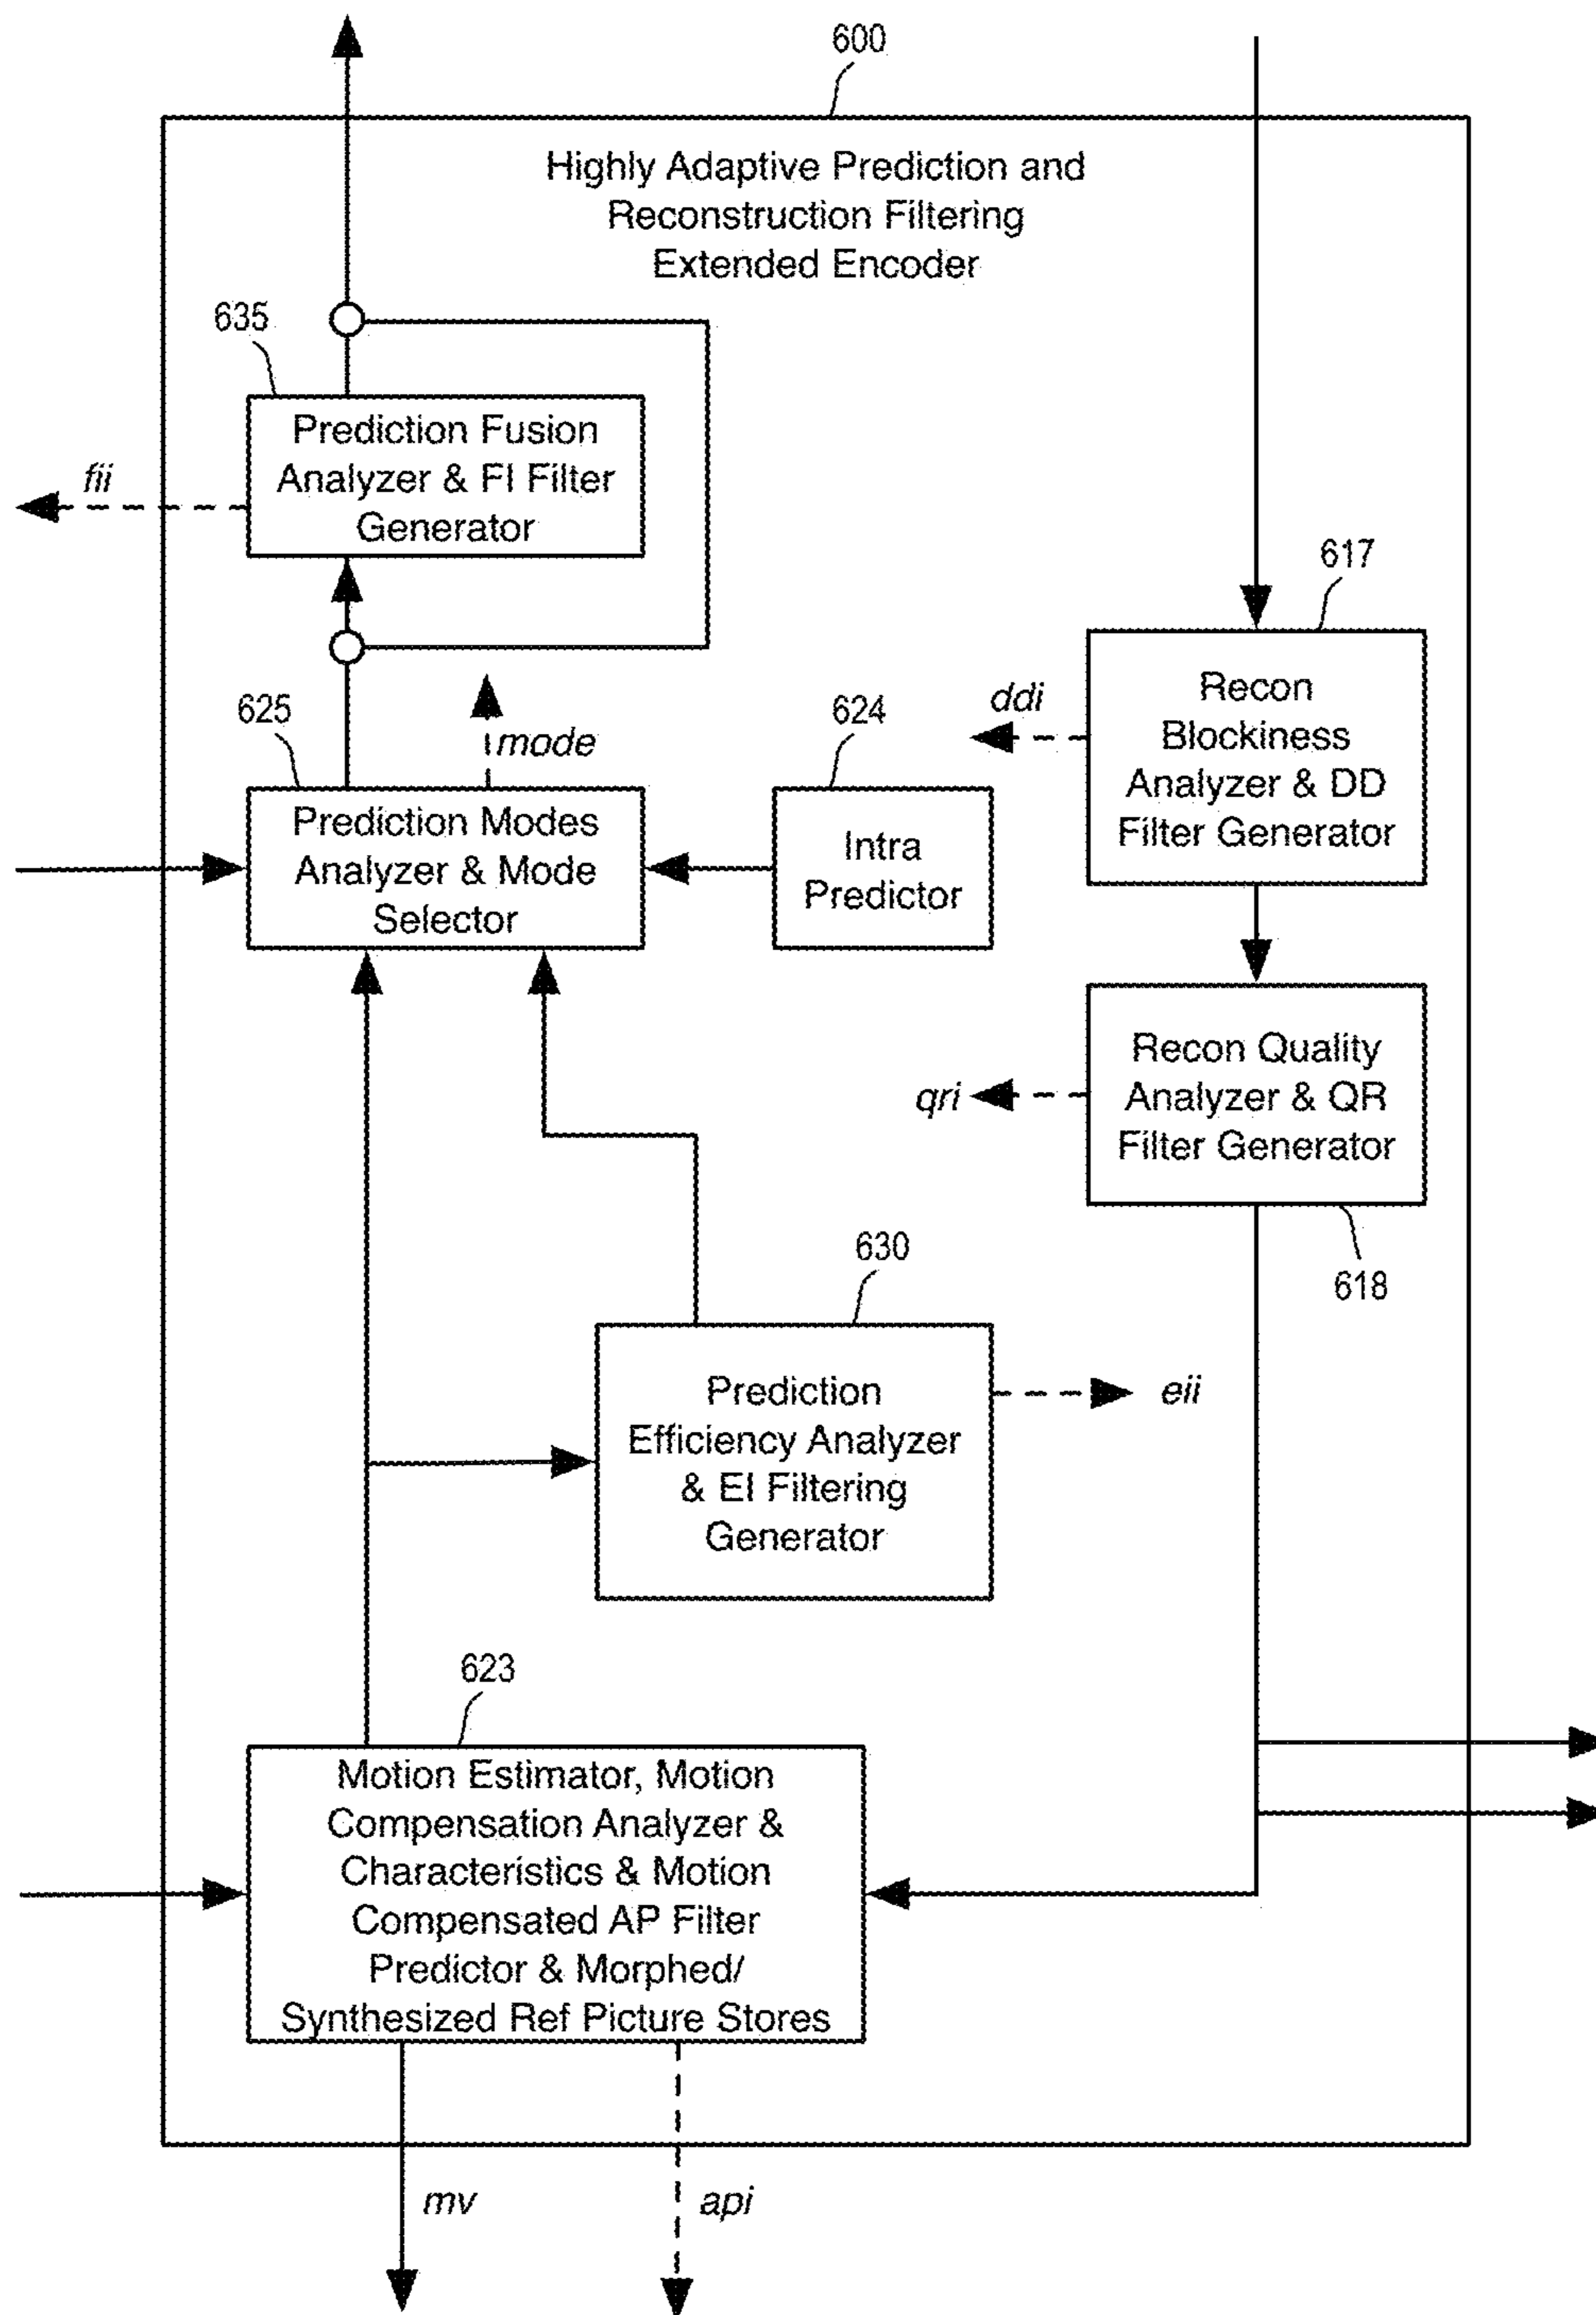 600
Highly Adaptive Prediction and
Reconstruction Filtering
Extended Encoder
635
Prediction Fusion
Analyzer & FI Filter
Generator
fii
617
Recon
Blockiness
Analyzer & DD
Filter Generator
ddi
625
mode
624
Prediction Modes
Analyzer & Mode
Selector
Intra
Predictor
Recon Quality
Analyzer & QR
Filter Generator
qri
618
630
Prediction
Efficiency Analyzer
& EI Filtering
Generator
eii
623
Motion Estimator, Motion
Compensation Analyzer &
Characteristics & Motion
Compensated AP Filter
Predictor & Morphed/
Synthesized Ref Picture Stores
mv
api